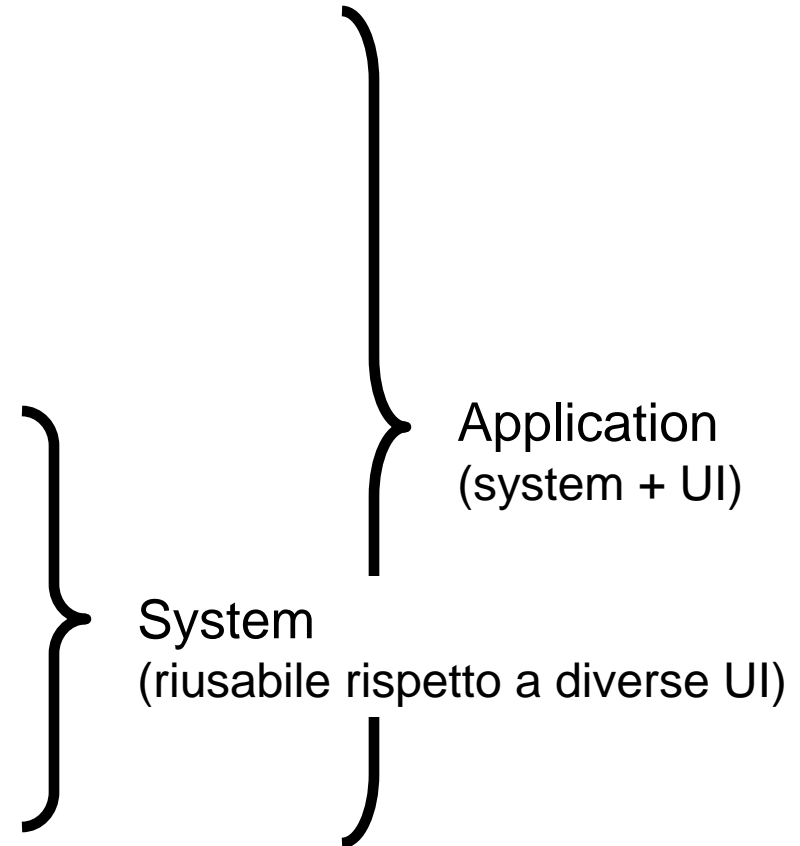 Application
(system + UI)
System
(riusabile rispetto a diverse UI)